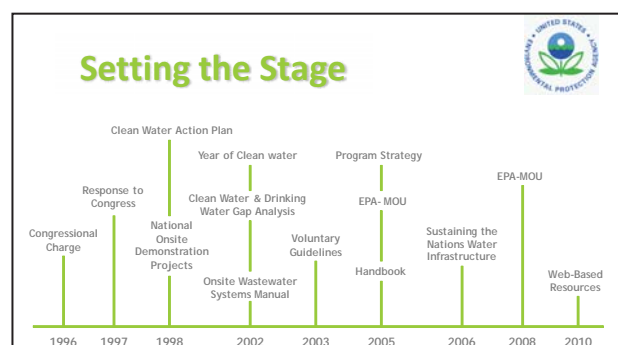 Setting the Stage
UNITED STATES
ENVIRONMENTAL PROTECTION AGENCY
Clean Water Action Plan
Year of Clean water
Program Strategy
EPA-MOU
Response to
Congress
Clean Water & Drinking
Water Gap Analysis
EPA- MOU
Congressional
Charge
National
Onsite
Demonstration
Projects
Voluntary
Guidelines
Sustaining the
Nations Water
Infrastructure
Handbook
Onsite Wastewater
Systems Manual
Web-Based
Resources
1996 1997 1998 2002 2003 2005 2006 2008 2010